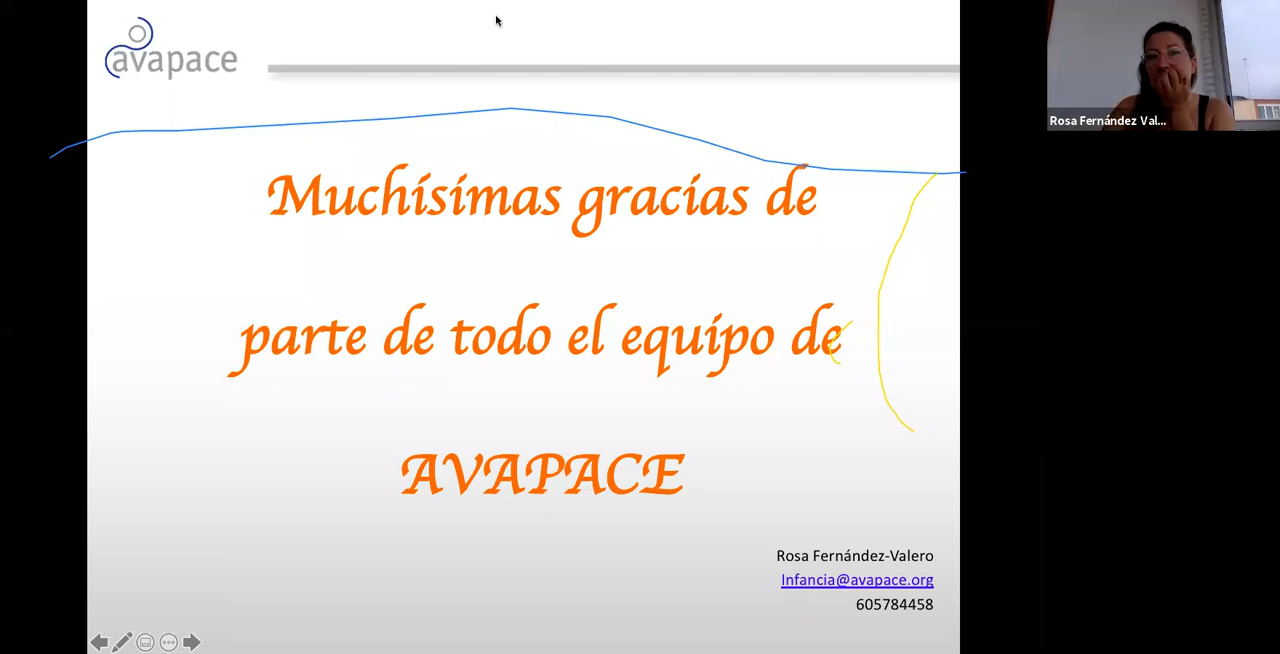 avapace
Rosa Fernández Val...
Muchísimas gracias de
parte de todo el equipo de
AVAPACE
Rosa Fernández-Valero
Infancia@avapace.org
605784458